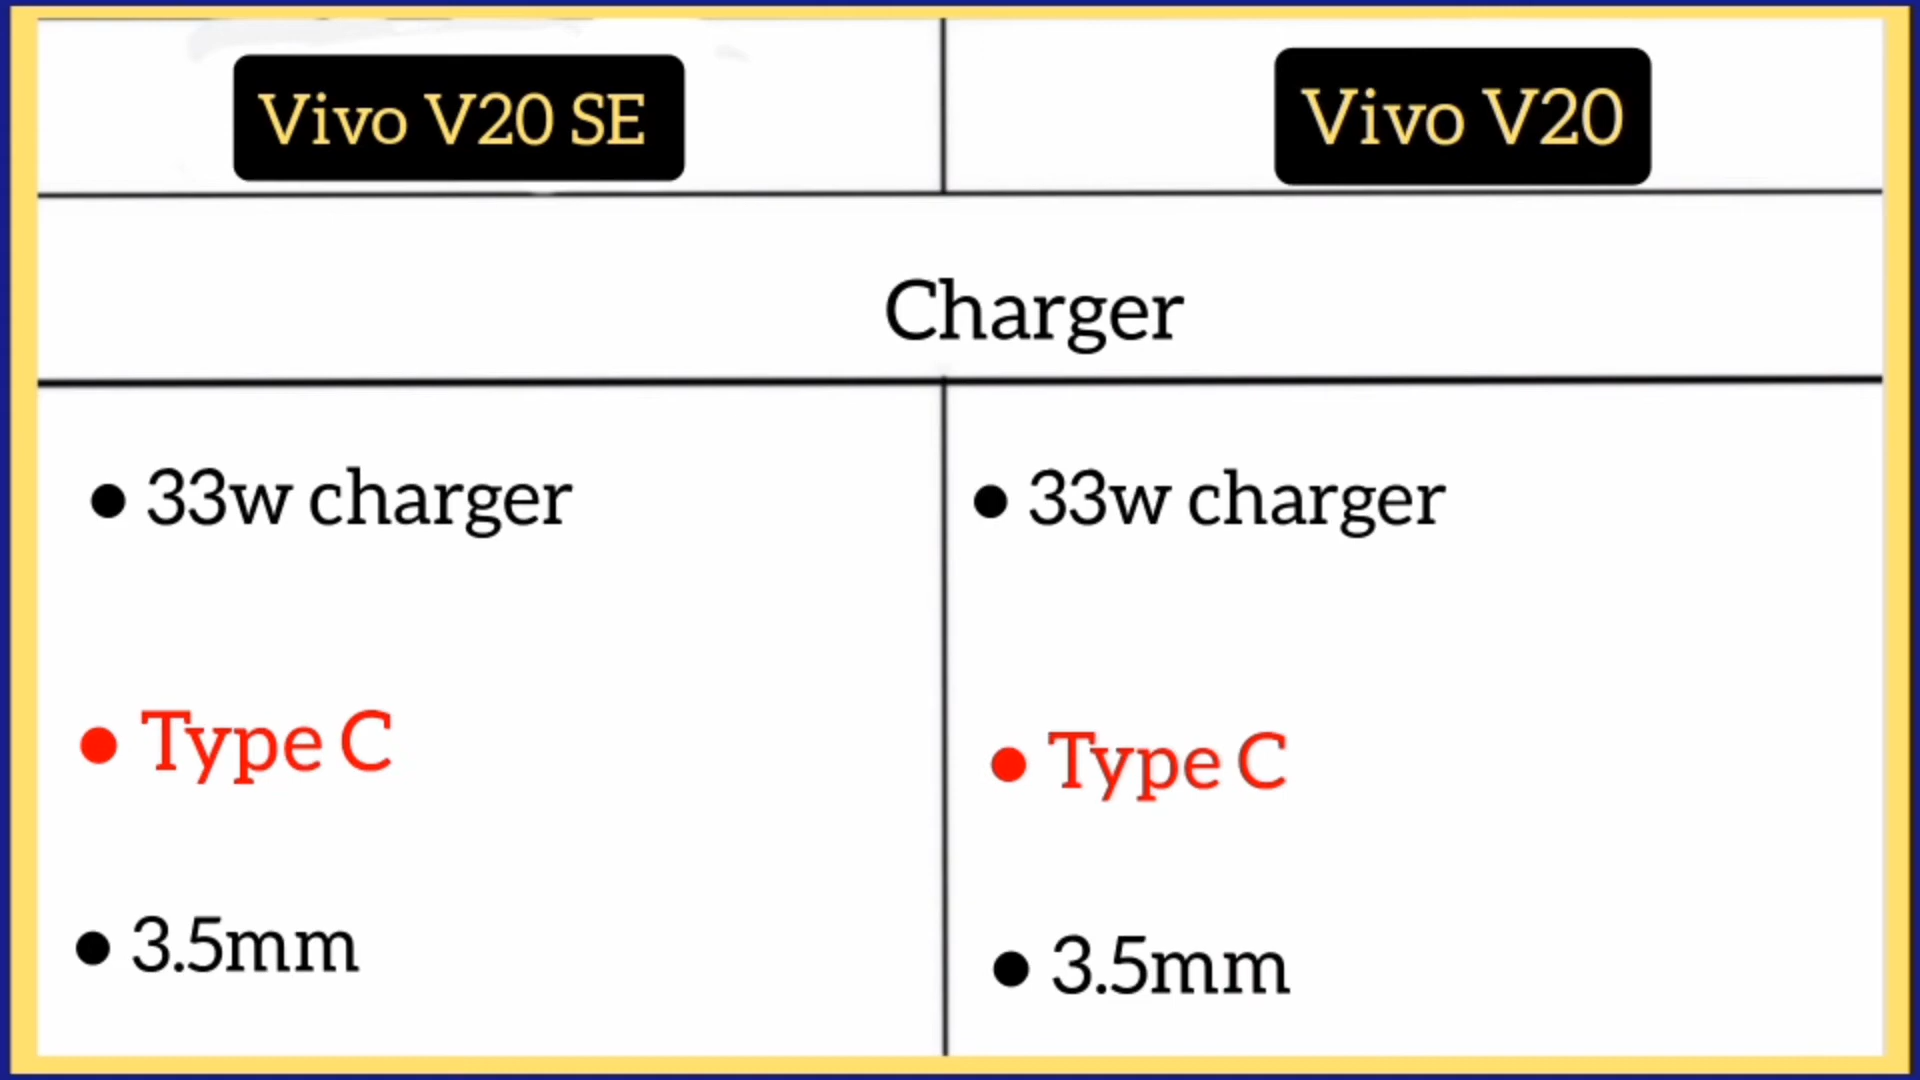 Vivo V20 SE
Vivo V20
Charger
• 33w charger
• 33w charger
• Type C
• Type C
• 3.5mm
• 3.5mm